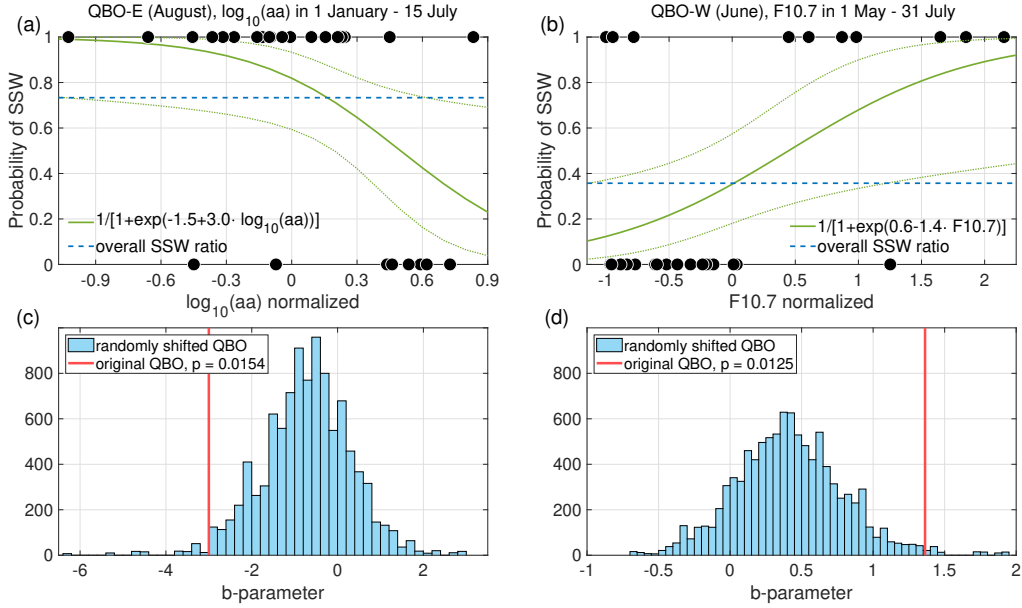 (a)
QBO-E (August), log10(aa) in 1 January - 15 July
Probability of SSW
1
0.8
0.6
0.4
0.2
0
1/[1+exp(-1.5+3.0· log10(aa))]
overall SSW ratio
-0.9
-0.6
-0.3
0
0.3
0.6
0.9
log10(aa) normalized
(b)
QBO-W (June), F10.7 in 1 May - 31 July
Probability of SSW
1
0.8
0.6
0.4
0.2
0
1/[1+exp(0.6-1.4· F10.7)]
overall SSW ratio
-1
-0.5
0
0.5
1
1.5
2
F10.7 normalized
(c)
randomly shifted QBO
original QBO, p = 0.0154
800
600
400
200
0
-6
-4
-2
0
2
b-parameter
(d)
randomly shifted QBO
original QBO, p = 0.0125
800
600
400
200
0
-1
-0.5
0
0.5
1
1.5
2
b-parameter